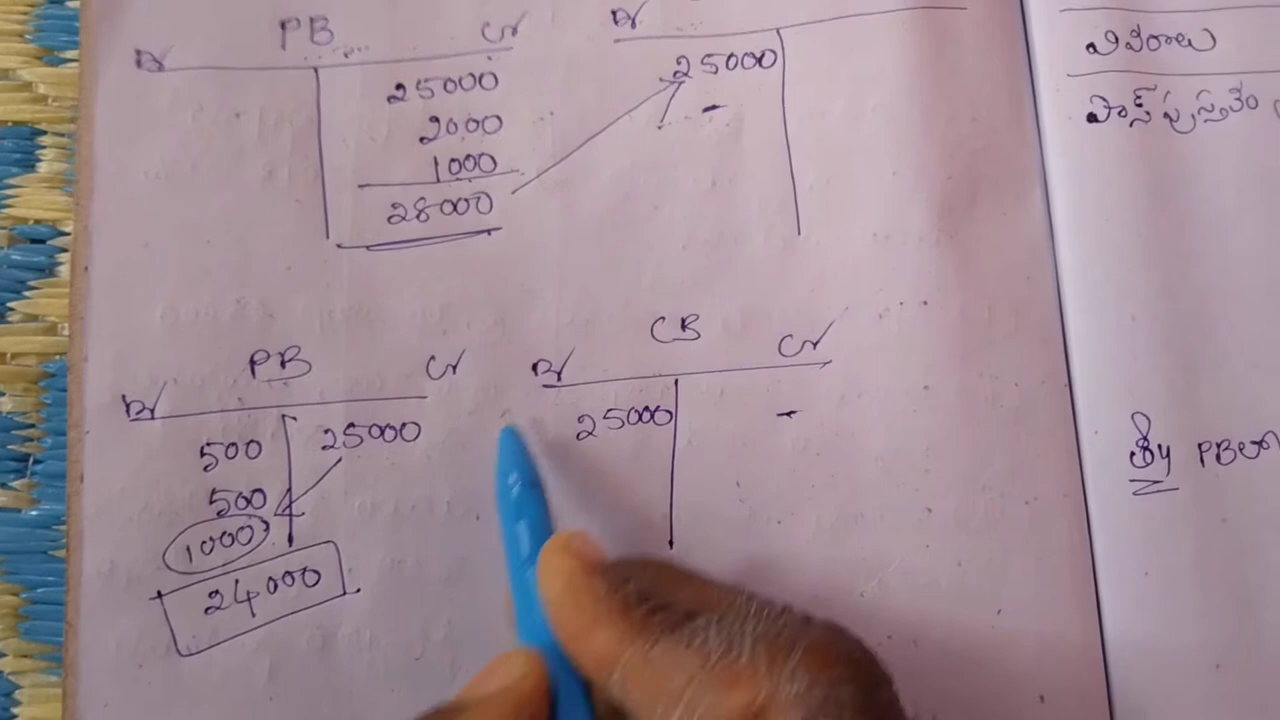 Dr PB Cr
25000
2000
1000
28000
Dr
25000
-
Dr PB Cr
500 25000
500
1000
24000
Dr CB Cr
25000 -
వివరాలు
పాస్ పుస్తకం
PBలో